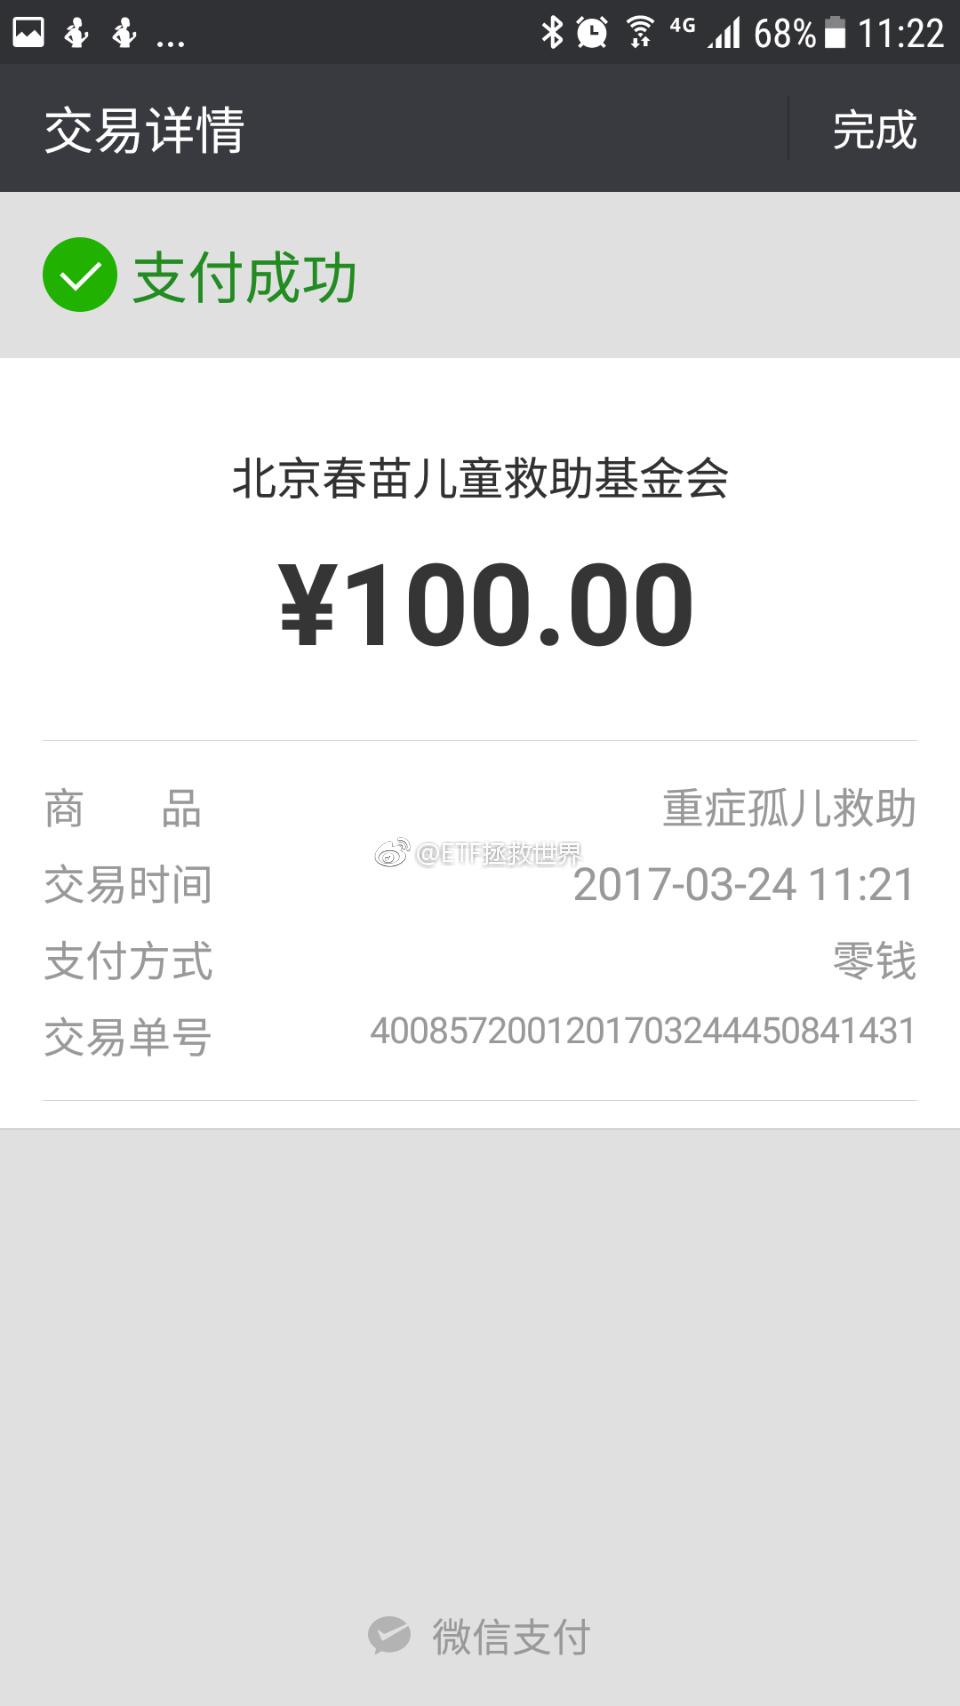 ... 4G 68% 11:22
交易详情 完成
支付成功
北京春苗儿童救助基金会
¥100.00
商 品 重症孤儿救助
@ETF拯救世界
交易时间 2017-03-24 11:21
支付方式 零钱
交易单号 4008572001201703244450841431
微信支付